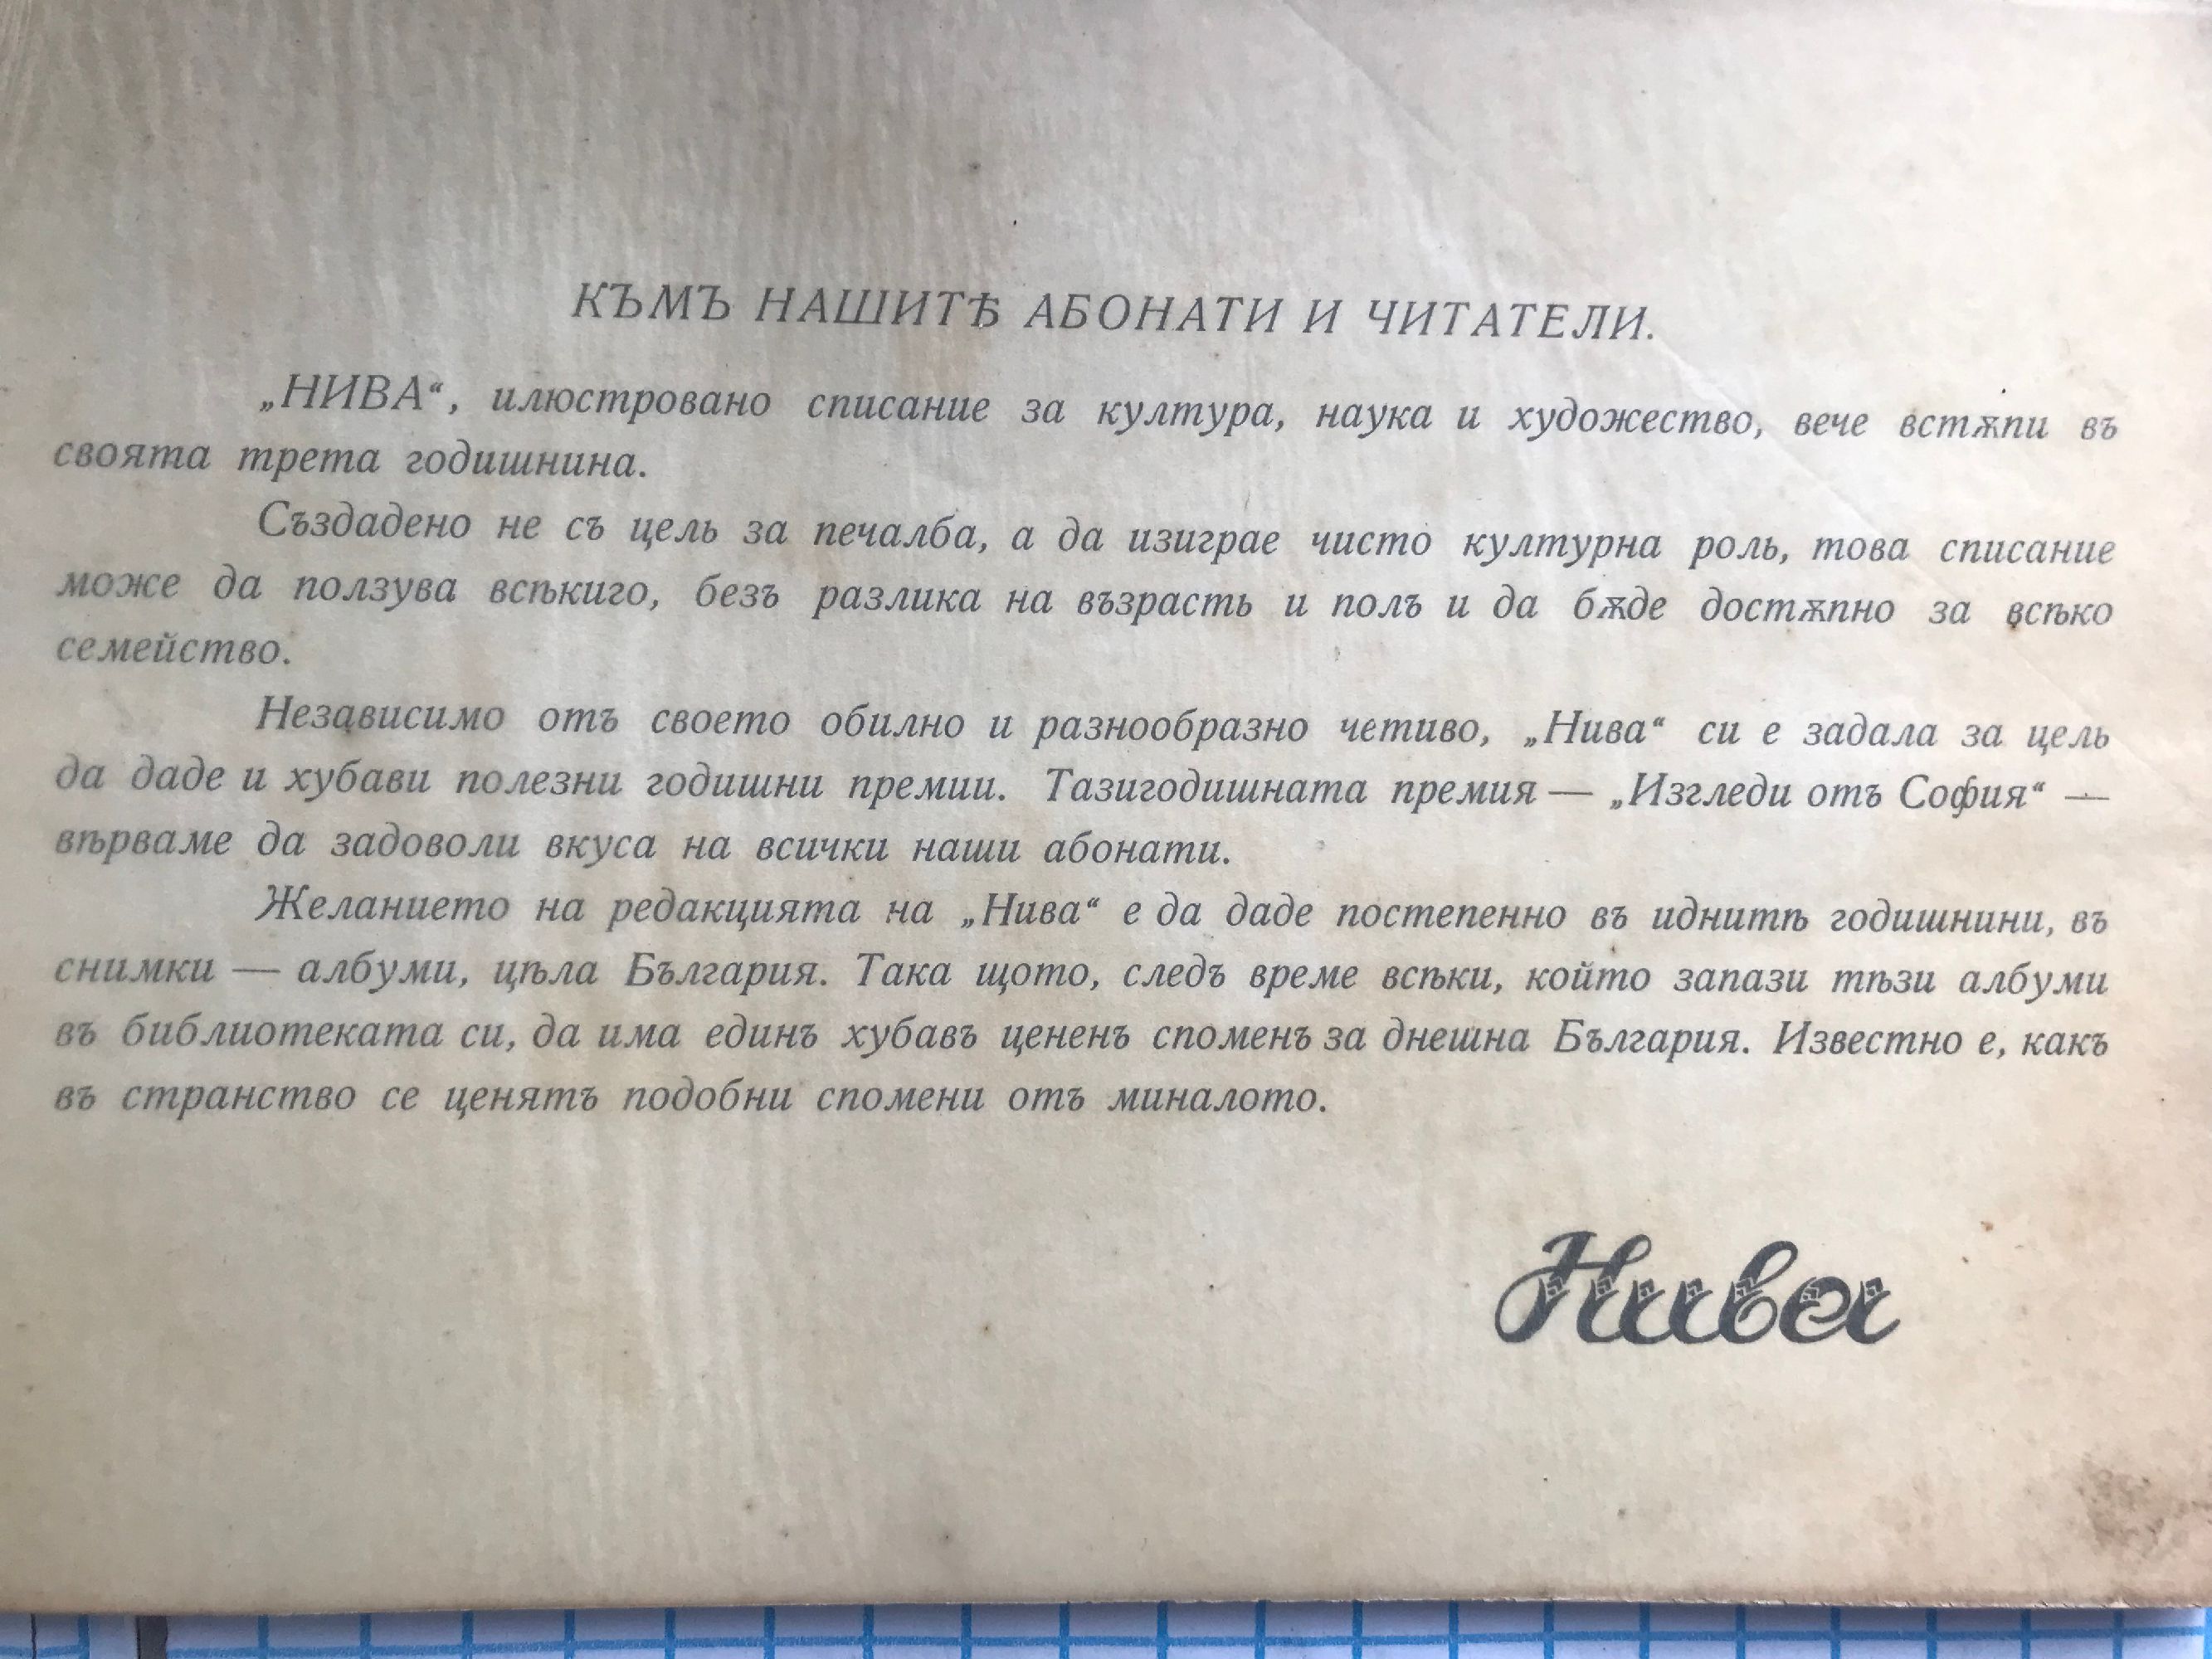 КЪМЪ НАШИТѢ АБОНАТИ И ЧИТАТЕЛИ.
„НИВА“, илюстровано списание за култура, наука и художество, вече встѫпи въ
своята трета годишнина.
Създадено не съ цель за печалба, а да изиграе чисто културна роль, това списание
може да ползува всѣкиго, безъ разлика на възрасть и полъ и да бѫде достѫпно за всѣко
семейство.
Независимо отъ своето обилно и разнообразно четиво, „Нива“ си е задала за цель
да даде и хубави полезни годишни премии. Тазигодишната премия — „Изгледи отъ София“ —
вѣрваме да задоволи вкуса на всички наши абонати.
Желанието на редакцията на „Нива“ е да даде постепенно въ иднитѣ годишнини, въ
снимки — албуми, цѣла България. Така щото, следъ време всѣки, който запази тѣзи албуми
въ библиотеката си, да има единъ хубавъ цененъ споменъ за днешна България. Известно е, какъ
въ странство се ценятъ подобни спомени отъ миналото.
Нива